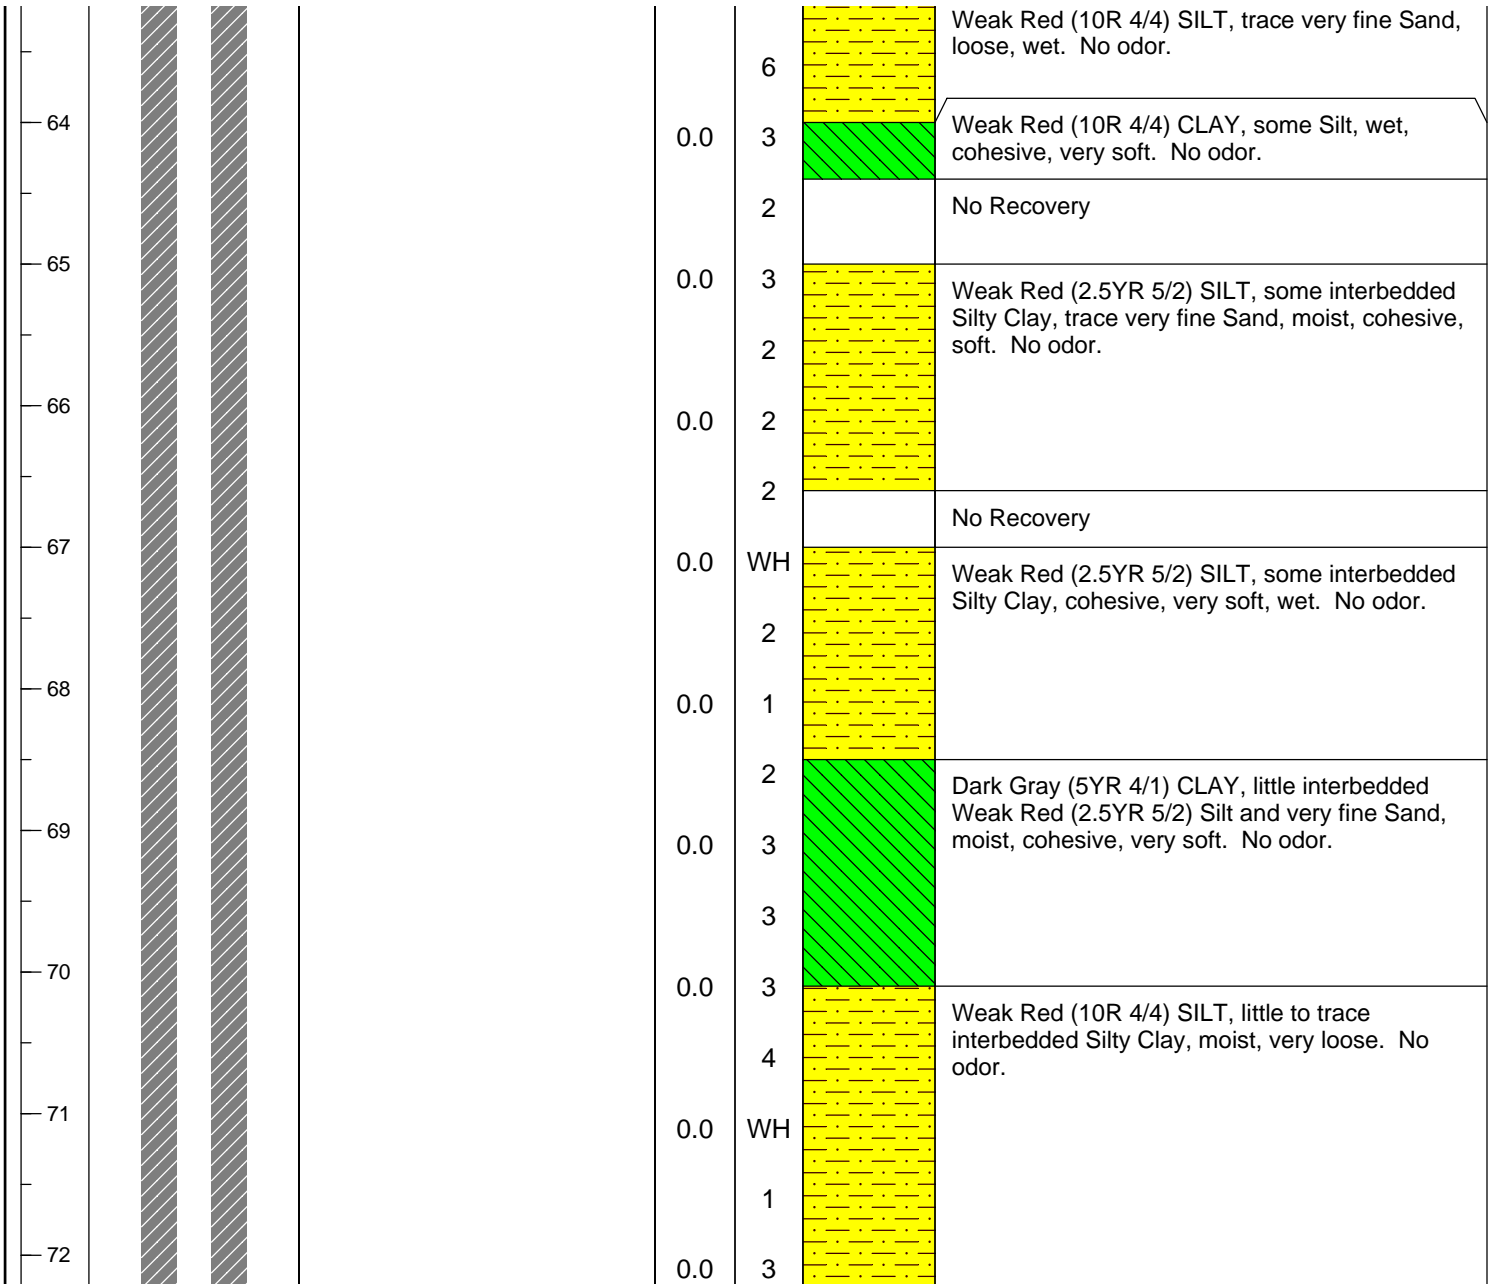 Weak Red (10R 4/4) SILT, trace very fine Sand,
loose, wet. No odor.
6
64
0.0 3
Weak Red (10R 4/4) CLAY, some Silt, wet,
cohesive, very soft. No odor.
2
No Recovery
65
0.0 3
Weak Red (2.5YR 5/2) SILT, some interbedded
Silty Clay, trace very fine Sand, moist, cohesive,
soft. No odor.
2
66
0.0 2
2
No Recovery
67
0.0 WH
Weak Red (2.5YR 5/2) SILT, some interbedded
Silty Clay, cohesive, very soft, wet. No odor.
2
68
0.0 1
2
Dark Gray (5YR 4/1) CLAY, little interbedded
Weak Red (2.5YR 5/2) Silt and very fine Sand,
moist, cohesive, very soft. No odor.
69
0.0 3
3
70
0.0 3
Weak Red (10R 4/4) SILT, little to trace
interbedded Silty Clay, moist, very loose. No
odor.
4
71
0.0 WH
1
72
0.0 3